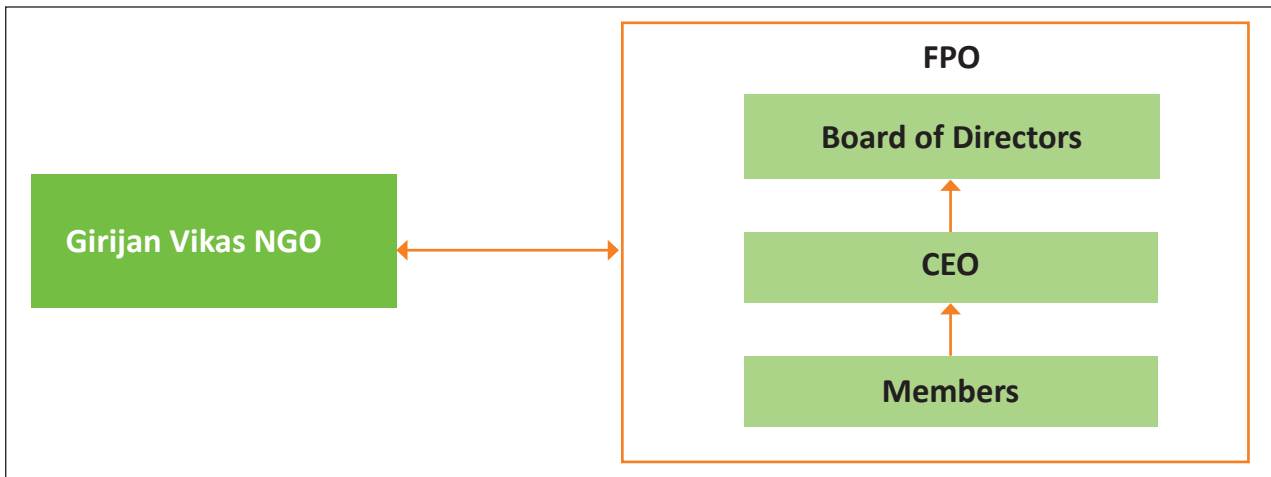 Girijan Vikas NGO
FPO
Board of Directors
CEO
Members